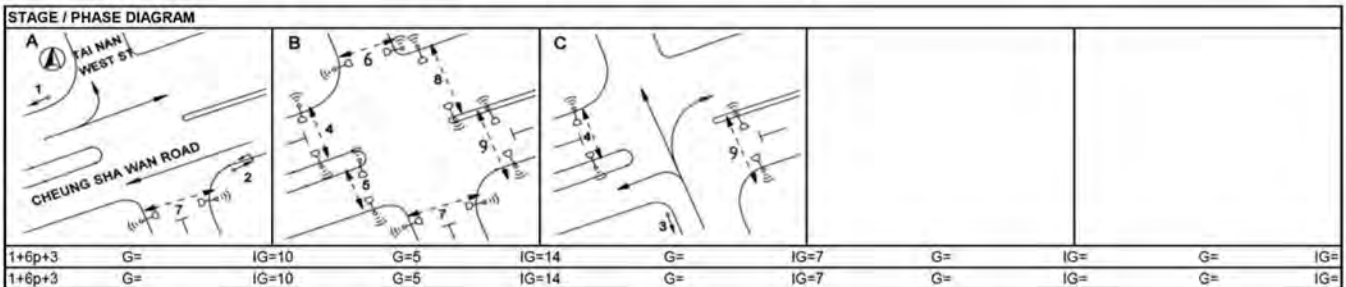 STAGE / PHASE DIAGRAM
A
TAI NAN
WEST ST.
1
CHEUNG SHA WAN ROAD
2
7
B
6
8
4
9
5
7
C
4
9
3
1+6p+3 G= IG=10 G=5 IG=14 G= IG=7 G= IG= G= IG=
1+6p+3 G= IG=10 G=5 IG=14 G= IG=7 G= IG= G= IG=